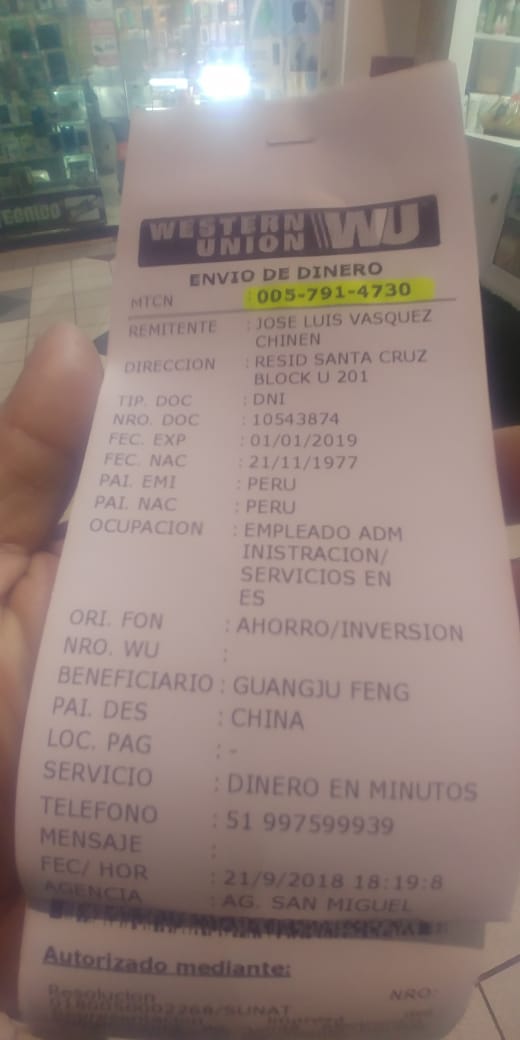 TECNICO
WESTERN
UNION WU
ENVIO DE DINERO
MTCN : 005-791-4730
REMITENTE : JOSE LUIS VASQUEZ
CHINEN
DIRECCION : RESID SANTA CRUZ
BLOCK U 201
TIP. DOC : DNI
NRO. DOC : 10543874
FEC. EXP : 01/01/2019
FEC. NAC : 21/11/1977
PAI. EMI : PERU
PAI. NAC : PERU
OCUPACION : EMPLEADO ADM
INISTRACION/
SERVICIOS EN
ES
ORI. FON : AHORRO/INVERSION
NRO. WU :
BENEFICIARIO : GUANGJU FENG
PAI. DES : CHINA
LOC. PAG : -
SERVICIO : DINERO EN MINUTOS
TELEFONO : 51 997599939
MENSAJE :
FEC/ HOR : 21/9/2018 18:19:8
AGENCIA : AG. SAN MIGUEL
Autorizado mediante:
Resolucion NRO:
/SUNAT